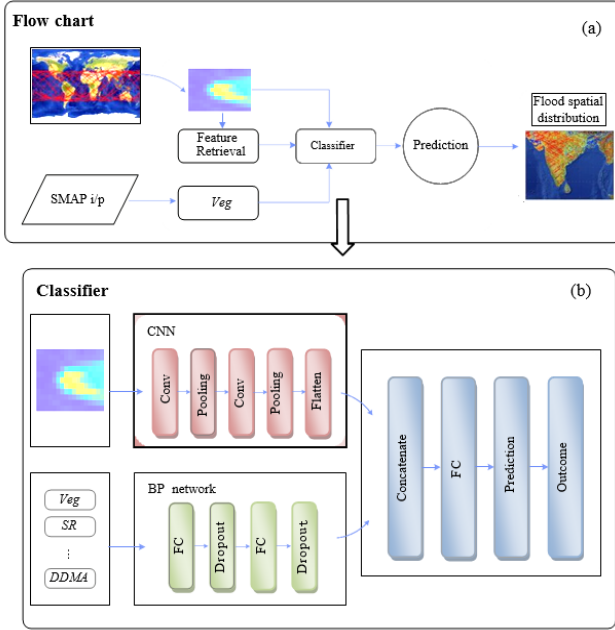 Flow chart
(a)
Feature
Retrieval
Classifier
Prediction
Flood spatial
distribution
SMAP i/p
Veg
Classifier
(b)
CNN
Conv
Pooling
Conv
Pooling
Flatten
BP network
Veg
SR
⋮
DDMA
FC
Dropout
FC
Dropout
Concatenate
FC
Prediction
Outcome